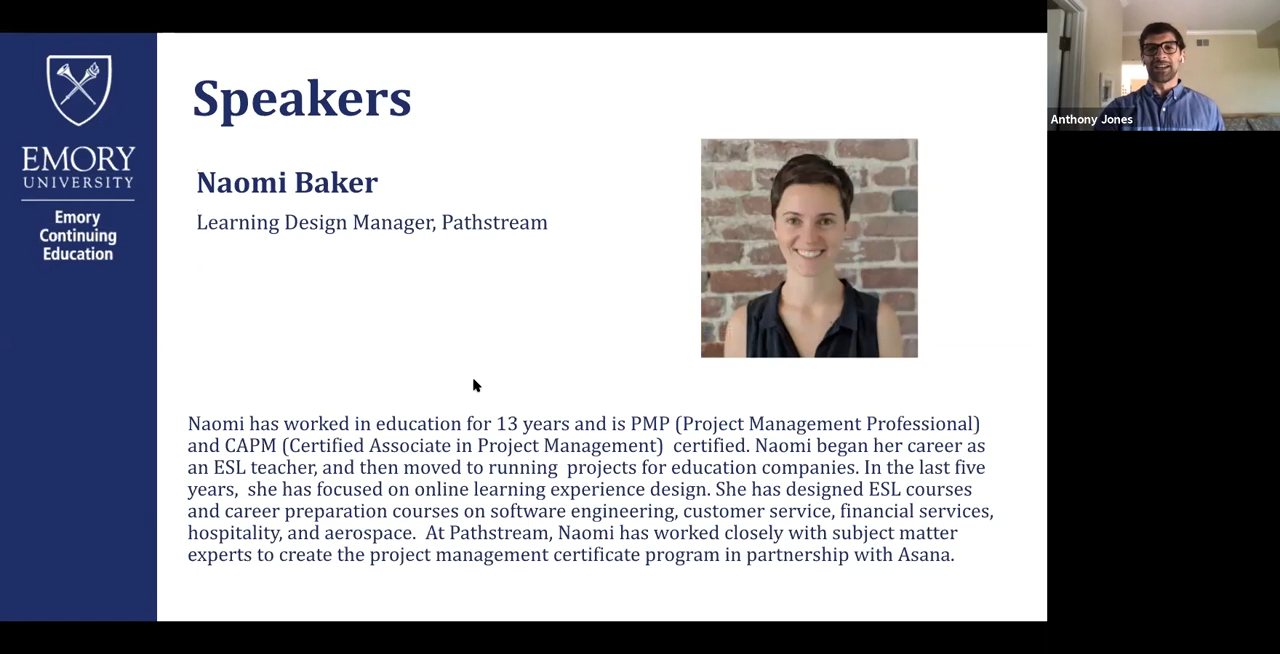 EMORY
UNIVERSITY
Emory
Continuing
Education
Speakers
Naomi Baker
Learning Design Manager, Pathstream
Naomi has worked in education for 13 years and is PMP (Project Management Professional)
and CAPM (Certified Associate in Project Management)  certified. Naomi began her career as
an ESL teacher, and then moved to running  projects for education companies. In the last five
years,  she has focused on online learning experience design. She has designed ESL courses
and career preparation courses on software engineering, customer service, financial services,
hospitality, and aerospace.  At Pathstream, Naomi has worked closely with subject matter
experts to create the project management certificate program in partnership with Asana.
Anthony Jones